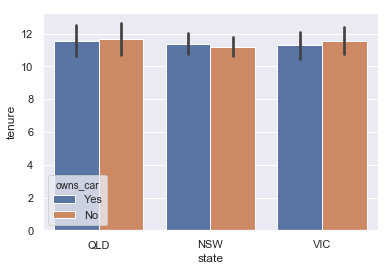 12
10
8
6
4
2
0
tenure
owns_car
Yes
No
QLD NSW VIC
state